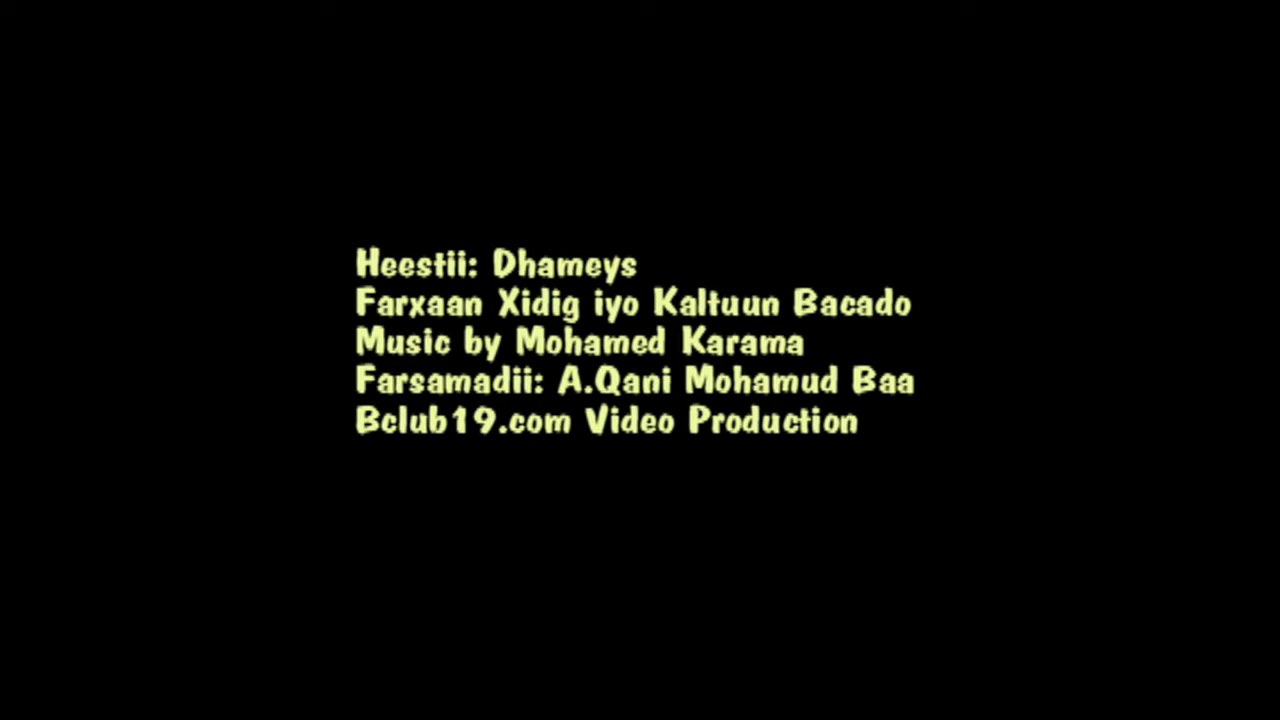 Heestii: Dhameys
Farxaan Xidig iyo Kaltuun Bacado
Music by Mohamed Karama
Farsamadii: A.Qani Mohamud Baa
Bclub19.com Video Production